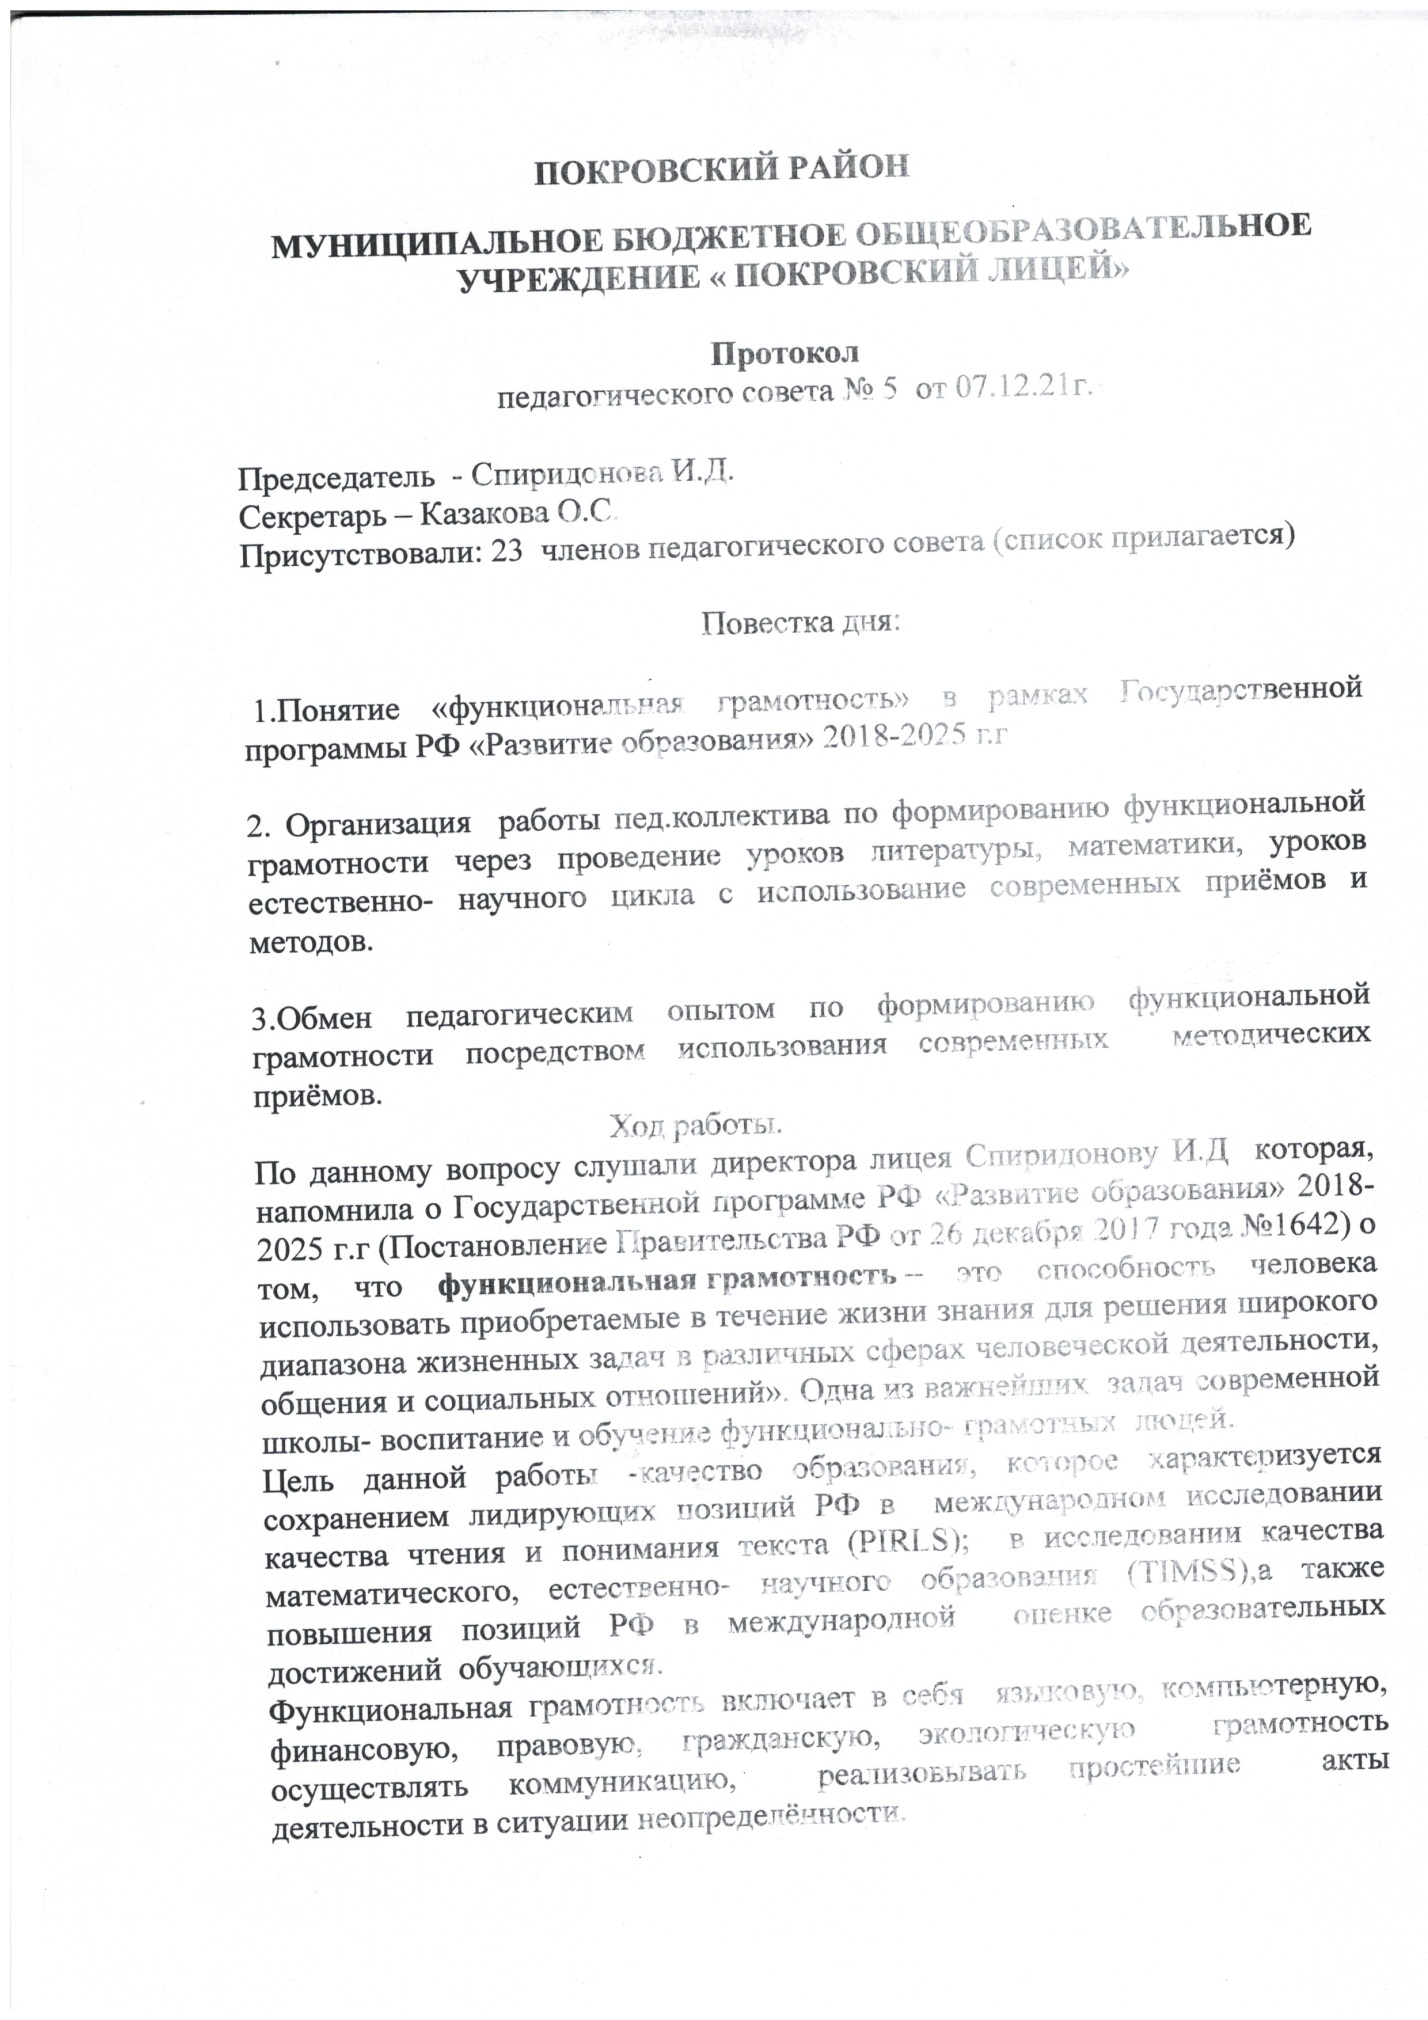 ПОКРОВСКИЙ РАЙОН
МУНИЦИПАЛЬНОЕ БЮДЖЕТНОЕ ОБЩЕОБРАЗОВАТЕЛЬНОЕ
УЧРЕЖДЕНИЕ « ПОКРОВСКИЙ ЛИЦЕЙ»
Протокол
педагогического совета № 5 от 07.12.21г.
Председатель - Спиридонова И.Д.
Секретарь – Казакова О.С.
Присутствовали: 23 членов педагогического совета (список прилагается)
Повестка дня:
1.Понятие «функциональная грамотность» в рамках Государственной
программы РФ «Развитие образования» 2018-2025 г.г
2. Организация работы пед.коллектива по формированию функциональной
грамотности через проведение уроков литературы, математики, уроков
естественно- научного цикла с использование современных приёмов и
методов.
3.Обмен педагогическим опытом по формированию функциональной
грамотности посредством использования современных методических
приёмов.
Ход работы.
По данному вопросу слушали директора лицея Спиридонову И.Д которая,
напомнила о Государственной программе РФ «Развитие образования» 2018-
2025 г.г (Постановление Правительства РФ от 26 декабря 2017 года №1642) о
том, что функциональная грамотность – это способность человека
использовать приобретаемые в течение жизни знания для решения широкого
диапазона жизненных задач в различных сферах человеческой деятельности,
общения и социальных отношений». Одна из важнейших задач современной
школы- воспитание и обучение функционально- грамотных людей.
Цель данной работы -качество образования, которое характеризуется
сохранением лидирующих позиций РФ в международном исследовании
качества чтения и понимания текста (PIRLS); в исследовании качества
математического, естественно- научного образования (TIMSS),а также
повышения позиций РФ в международной оценке образовательных
достижений обучающихся.
Функциональная грамотность включает в себя языковую, компьютерную,
финансовую, правовую, гражданскую, экологическую грамотность
осуществлять коммуникацию, реализовывать простейшие акты
деятельности в ситуации неопределённости.